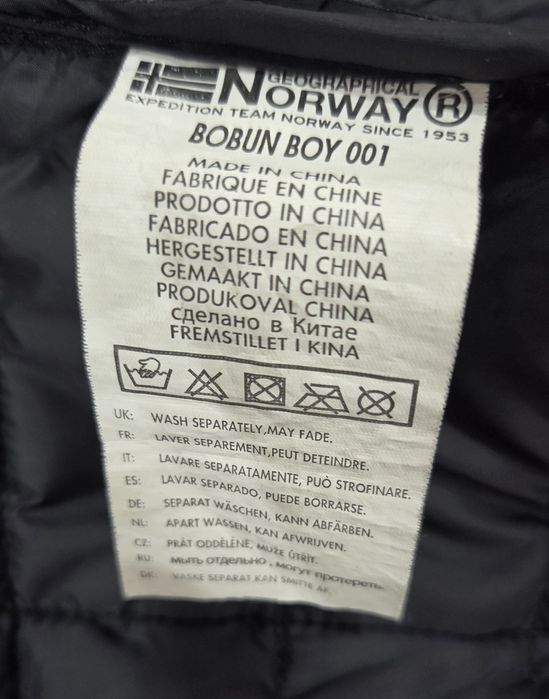 GEOGRAPHICAL
NORWAY ®
EXPEDITION TEAM NORWAY SINCE 1953
BOBUN BOY 001
MADE IN CHINA
FABRIQUE EN CHINE
PRODOTTO IN CHINA
FABRICADO EN CHINA
HERGESTELLT IN CHINA
GEMAAKT IN CHINA
PRODUKOVAL CHINA
сделано в Китае
FREMSTILLET I KINA
UK: WASH SEPARATELY,MAY FADE.
FR: LAVER SEPAREMENT,PEUT DETEINDRE.
IT: LAVARE SEPARATAMENTE, PUÒ STROFINARE.
ES: LAVAR SEPARADO, PUEDE BORRARSE.
DE: SEPARAT WÄSCHEN, KANN ABFÄRBEN.
NL: APART WASSEN, KAN AFWRIJVEN.
CZ: PRÁT ODDĚLENĚ, MUŽE ÚTŘÍT.
RU: мыть отдельно , могут протереть
DK: VASKE SEPARAT,KAN SMITTE AF.